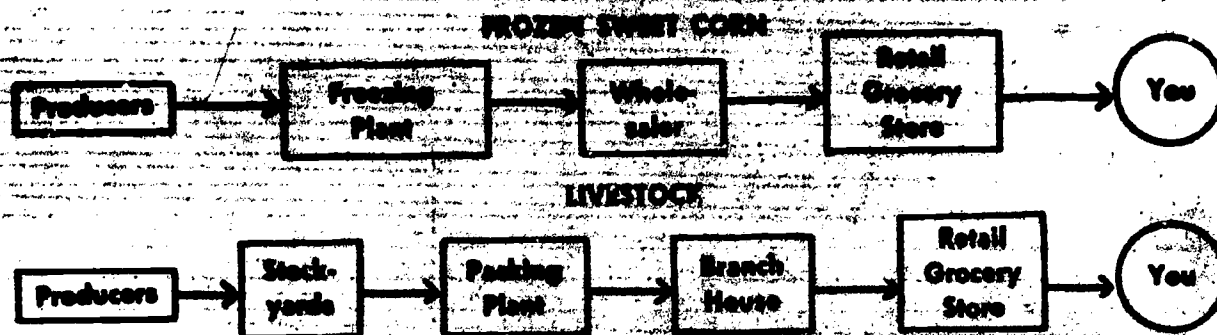 FROZEN SWEET CORN
Producers
Freezing
Plant
Whole-
saler
Retail
Grocery
Store
You
LIVESTOCK
Producers
Stock-
yards
Packing
Plant
Branch
House
Retail
Grocery
Store
You